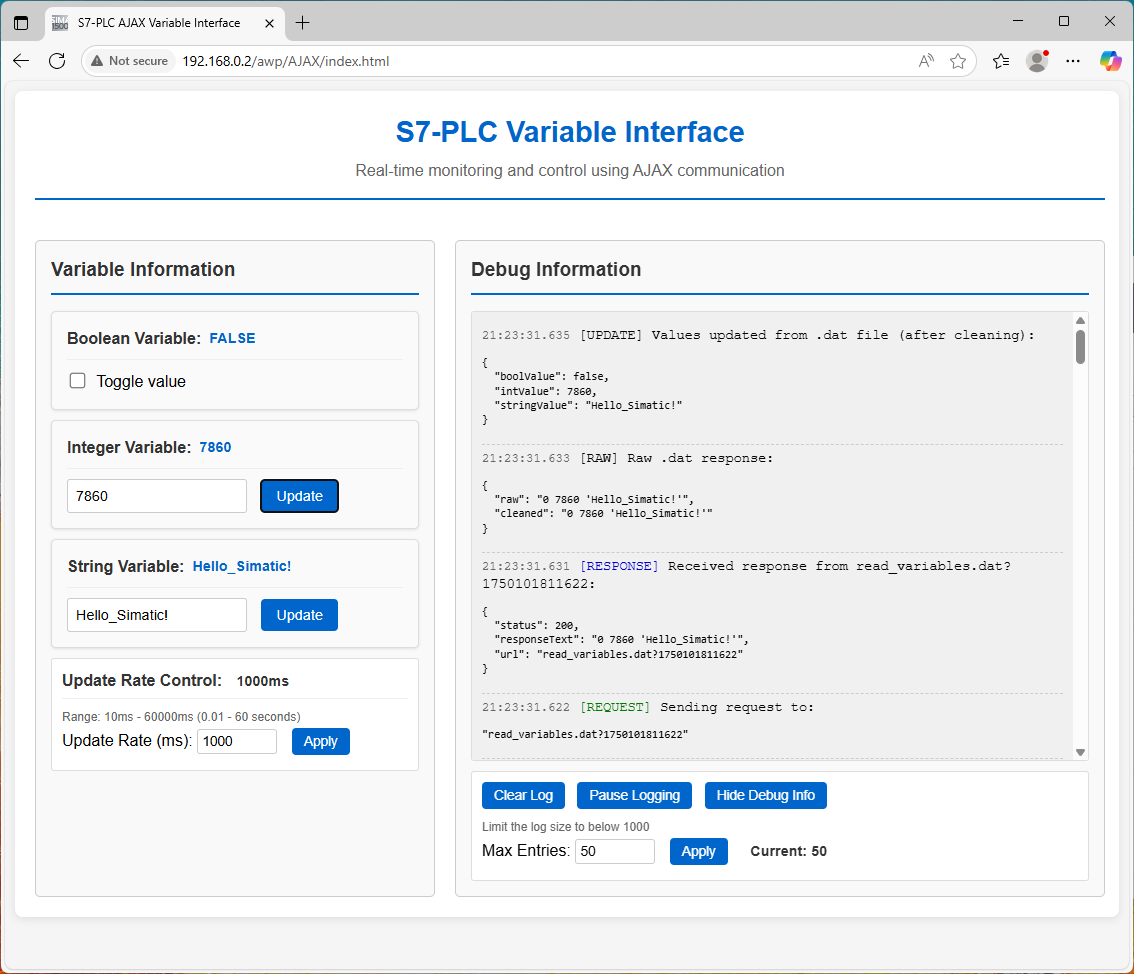 S7-PLC AJAX Variable Interface
Not secure 192.168.0.2/awp/AJAX/index.html
S7-PLC Variable Interface
Real-time monitoring and control using AJAX communication
Variable Information
Boolean Variable: FALSE
Toggle value
Integer Variable: 7860
7860 Update
String Variable: Hello_Simatic!
Hello_Simatic! Update
Update Rate Control: 1000ms
Range: 10ms - 60000ms (0.01 - 60 seconds)
Update Rate (ms): 1000 Apply
Debug Information
21:23:31.635 [UPDATE] Values updated from .dat file (after cleaning):
{
"boolValue": false,
"intValue": 7860,
"stringValue": "Hello_Simatic!"
}
21:23:31.633 [RAW] Raw .dat response:
{
"raw": "0 7860 'Hello_Simatic!'",
"cleaned": "0 7860 'Hello_Simatic!'"
}
21:23:31.631 [RESPONSE] Received response from read_variables.dat?
1750101811622:
{
"status": 200,
"responseText": "0 7860 'Hello_Simatic!'",
"url": "read_variables.dat?1750101811622"
}
21:23:31.622 [REQUEST] Sending request to:
"read_variables.dat?1750101811622"
Clear Log Pause Logging Hide Debug Info
Limit the log size to below 1000
Max Entries: 50 Apply Current: 50